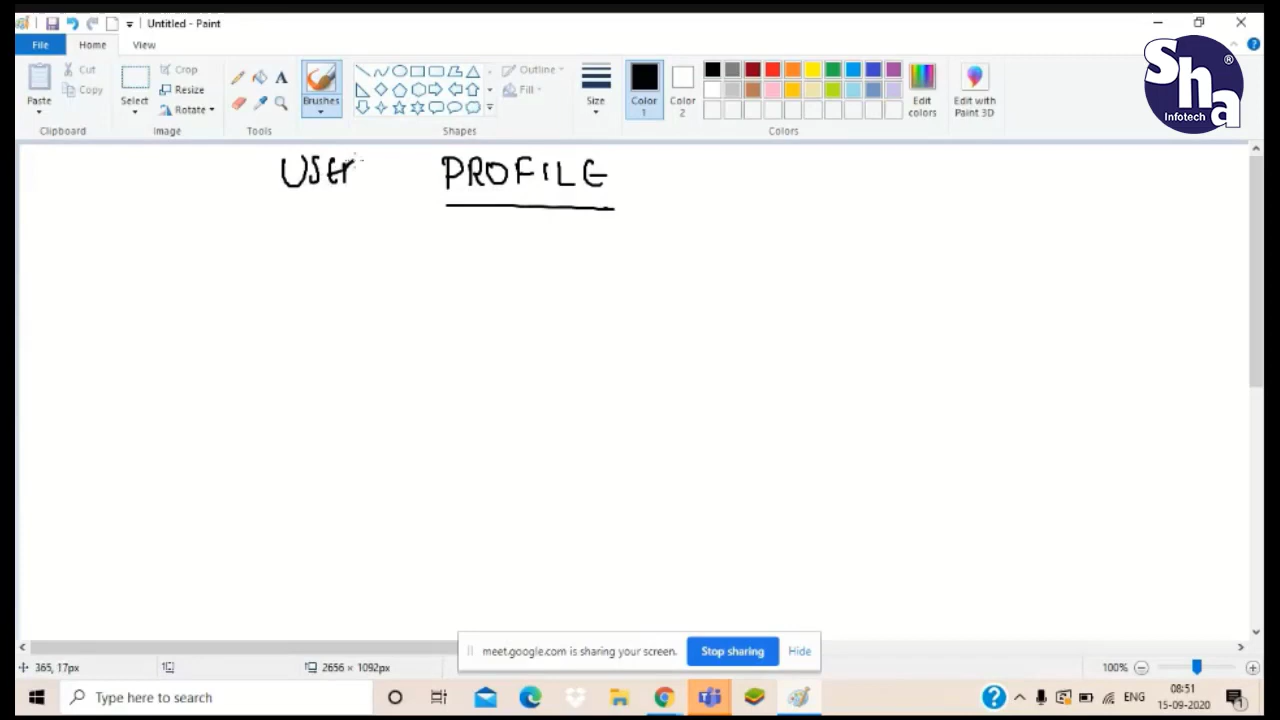 Untitled - Paint
File Home View
Sha ®
Infotech
Paste
Cut
Copy
Clipboard
Select
Crop
Resize
Rotate
Image
A
Tools
Brushes
Outline
Fill
Shapes
Size
Color 1
Color 2
Edit colors
Colors
Edit with Paint 3D
User PROFILE
meet.google.com is sharing your screen. Stop sharing Hide
365, 17px 2656 × 1092px 100%
Type here to search
ENG
08:51
15-09-2020
1